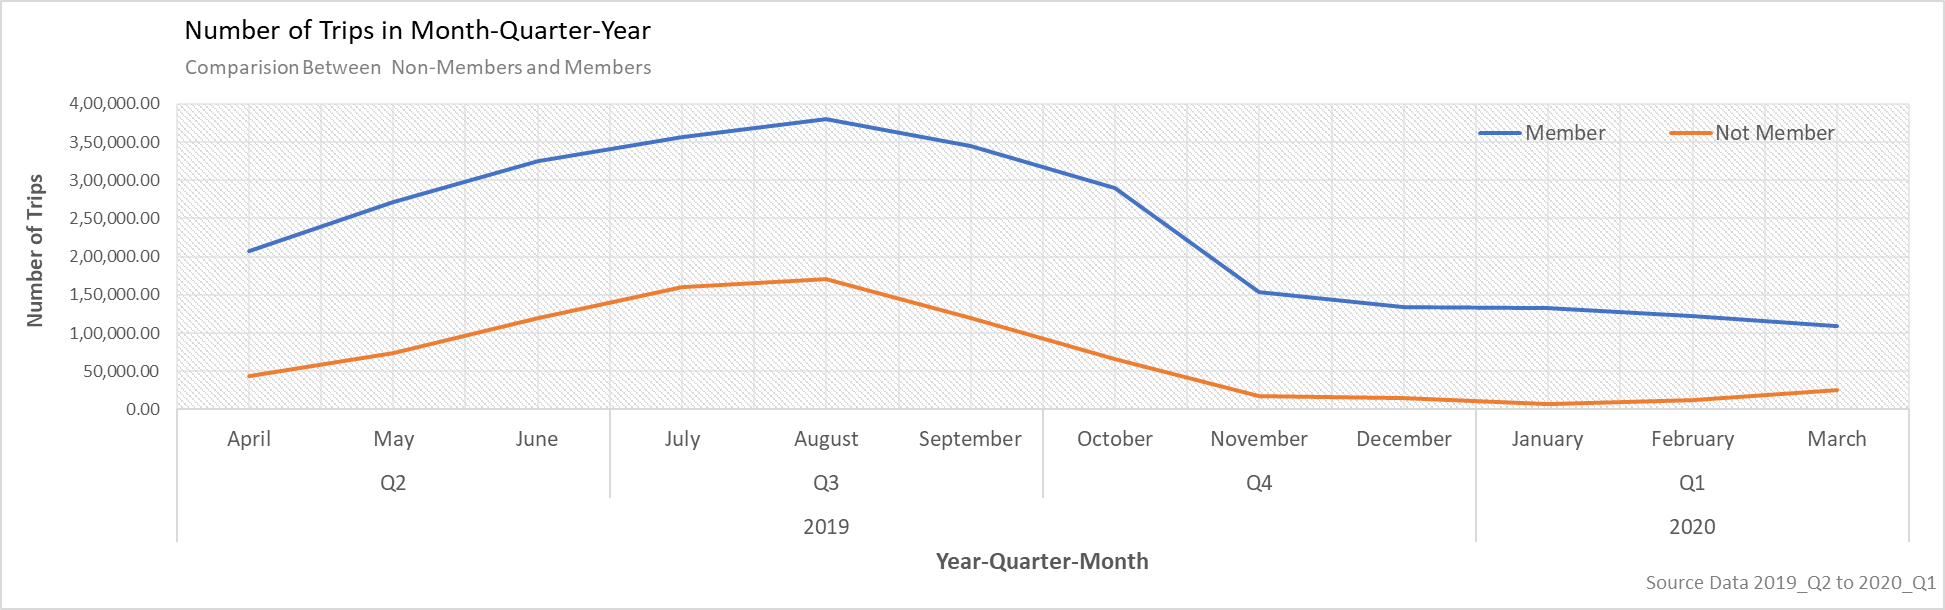 Number of Trips in Month-Quarter-Year
Comparision Between Non-Members and Members
4,00,000.00
3,50,000.00
3,00,000.00
2,50,000.00
2,00,000.00
1,50,000.00
1,00,000.00
50,000.00
0.00
Number of Trips
Member Not Member
April May June July August September October November December January February March
Q2 Q3 Q4 Q1
2019 2020
Year-Quarter-Month
Source Data 2019_Q2 to 2020_Q1